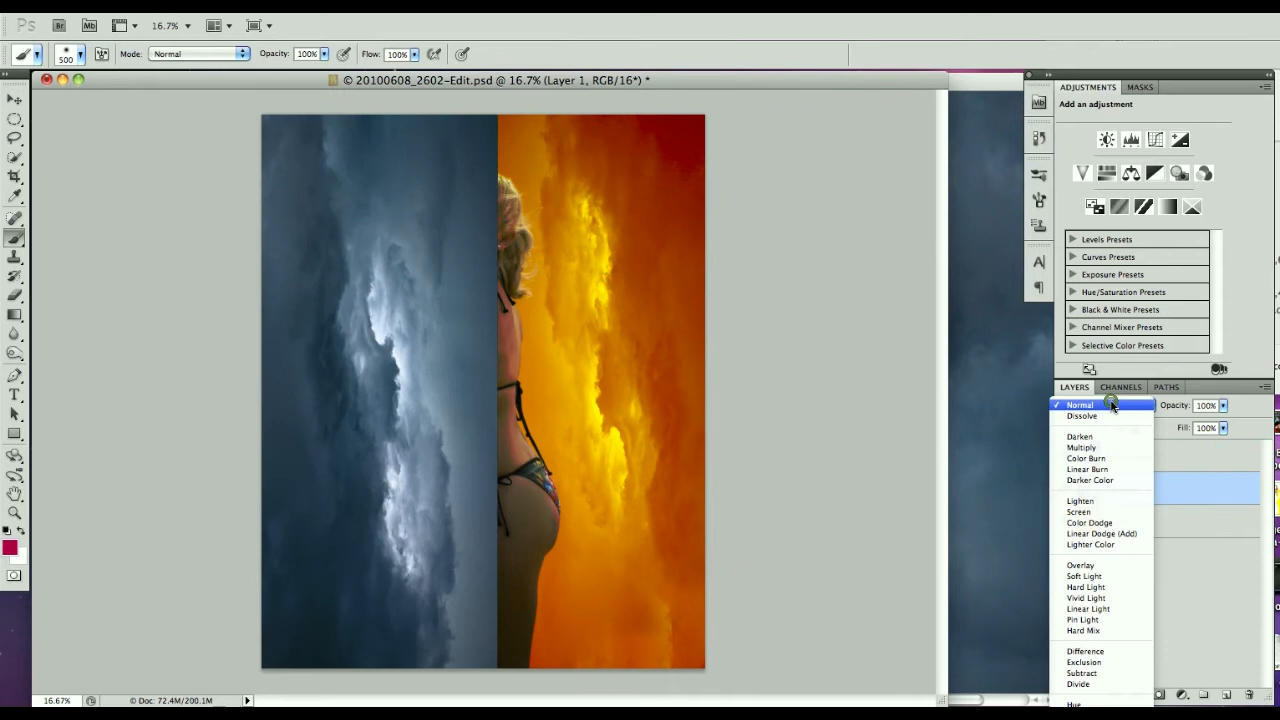 Ps Br Mb 16.7%
500 Mode: Normal Opacity: 100% Flow: 100%
© 20100608_2602-Edit.psd @ 16.7% (Layer 1, RGB/16*) *
ADJUSTMENTS MASKS
Add an adjustment
Levels Presets
Curves Presets
Exposure Presets
Hue/Saturation Presets
Black & White Presets
Channel Mixer Presets
Selective Color Presets
LAYERS CHANNELS PATHS
✓ Normal Opacity: 100%
Dissolve
Fill: 100%
Darken
Multiply
Color Burn
Linear Burn
Darker Color
Lighten
Screen
Color Dodge
Linear Dodge (Add)
Lighter Color
Overlay
Soft Light
Hard Light
Vivid Light
Linear Light
Pin Light
Hard Mix
Difference
Exclusion
Subtract
Divide
Hue
16.67% Doc: 72.4M/200.1M